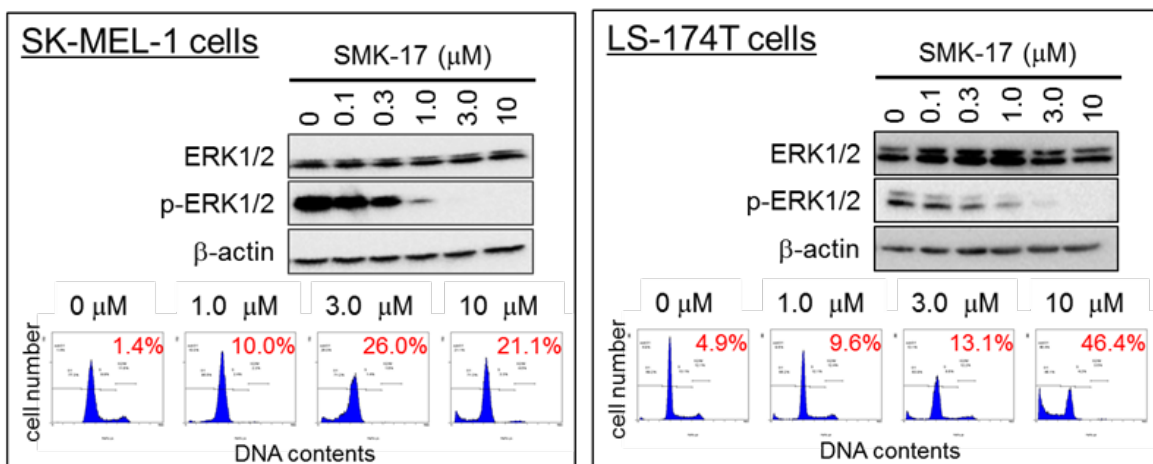 SK-MEL-1 cells
SMK-17 (μM)
0 0.1 0.3 1.0 3.0 10
ERK1/2
p-ERK1/2
β-actin
0 μM 1.0 μM 3.0 μM 10 μM
cell number
1.4% 10.0% 26.0% 21.1%
DNA contents
LS-174T cells
SMK-17 (μM)
0 0.1 0.3 1.0 3.0 10
ERK1/2
p-ERK1/2
β-actin
0 μM 1.0 μM 3.0 μM 10 μM
cell number
4.9% 9.6% 13.1% 46.4%
DNA contents